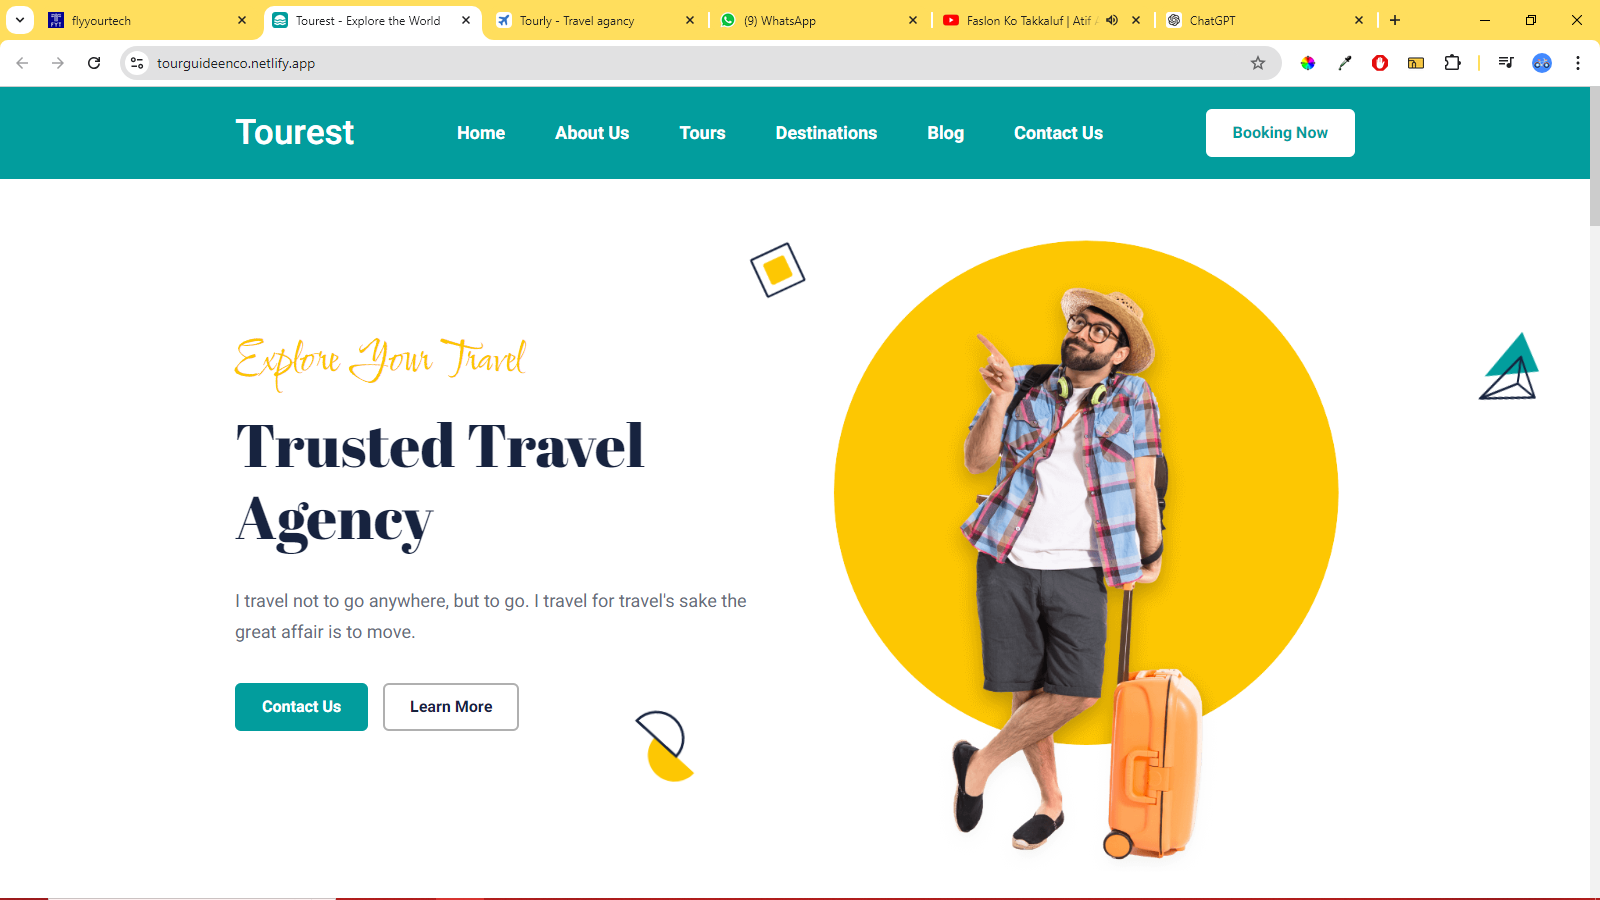 flyyourtech
Tourest - Explore the World
Tourly - Travel agancy
(9) WhatsApp
Faslon Ko Takkaluf | Atif
ChatGPT
tourguideenco.netlify.app
Tourest
Home
About Us
Tours
Destinations
Blog
Contact Us
Booking Now
Explore Your Travel
Trusted Travel
Agency
I travel not to go anywhere, but to go. I travel for travel's sake the
great affair is to move.
Contact Us
Learn More